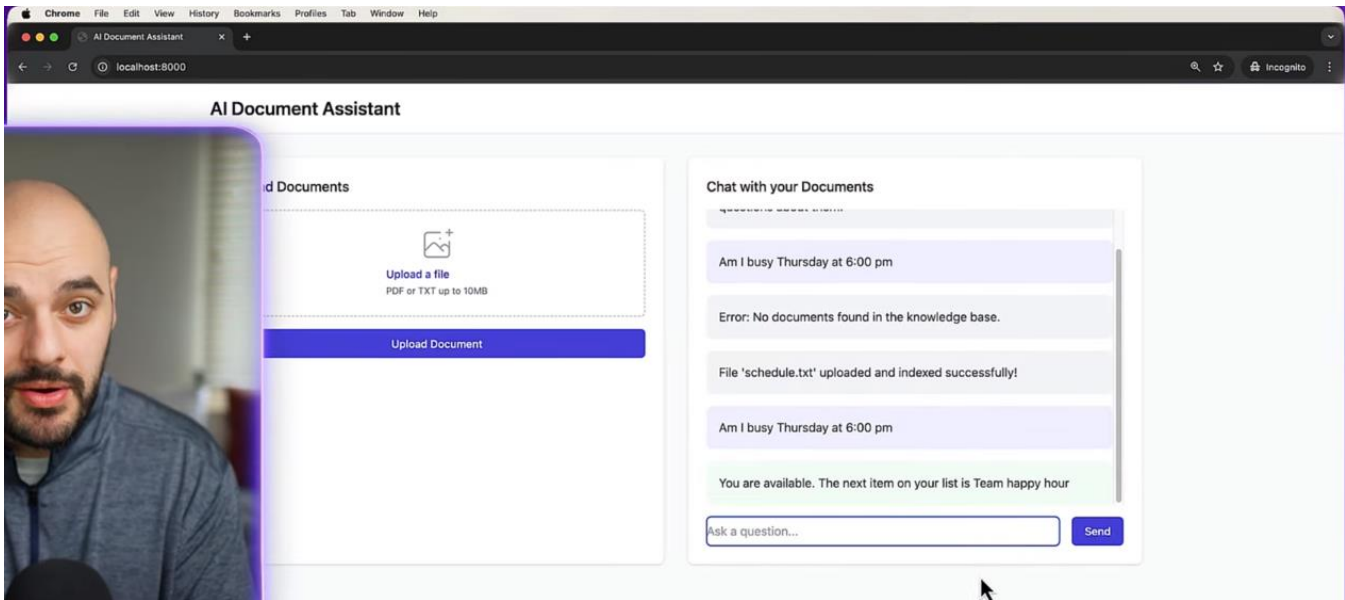 Chrome File Edit View History Bookmarks Profiles Tab Window Help
AI Document Assistant
localhost:8000
Incognito
AI Document Assistant
d Documents
Upload a file
PDF or TXT up to 10MB
Upload Document
Chat with your Documents
questions about them.
Am I busy Thursday at 6:00 pm
Error: No documents found in the knowledge base.
File 'schedule.txt' uploaded and indexed successfully!
Am I busy Thursday at 6:00 pm
You are available. The next item on your list is Team happy hour
Ask a question...
Send